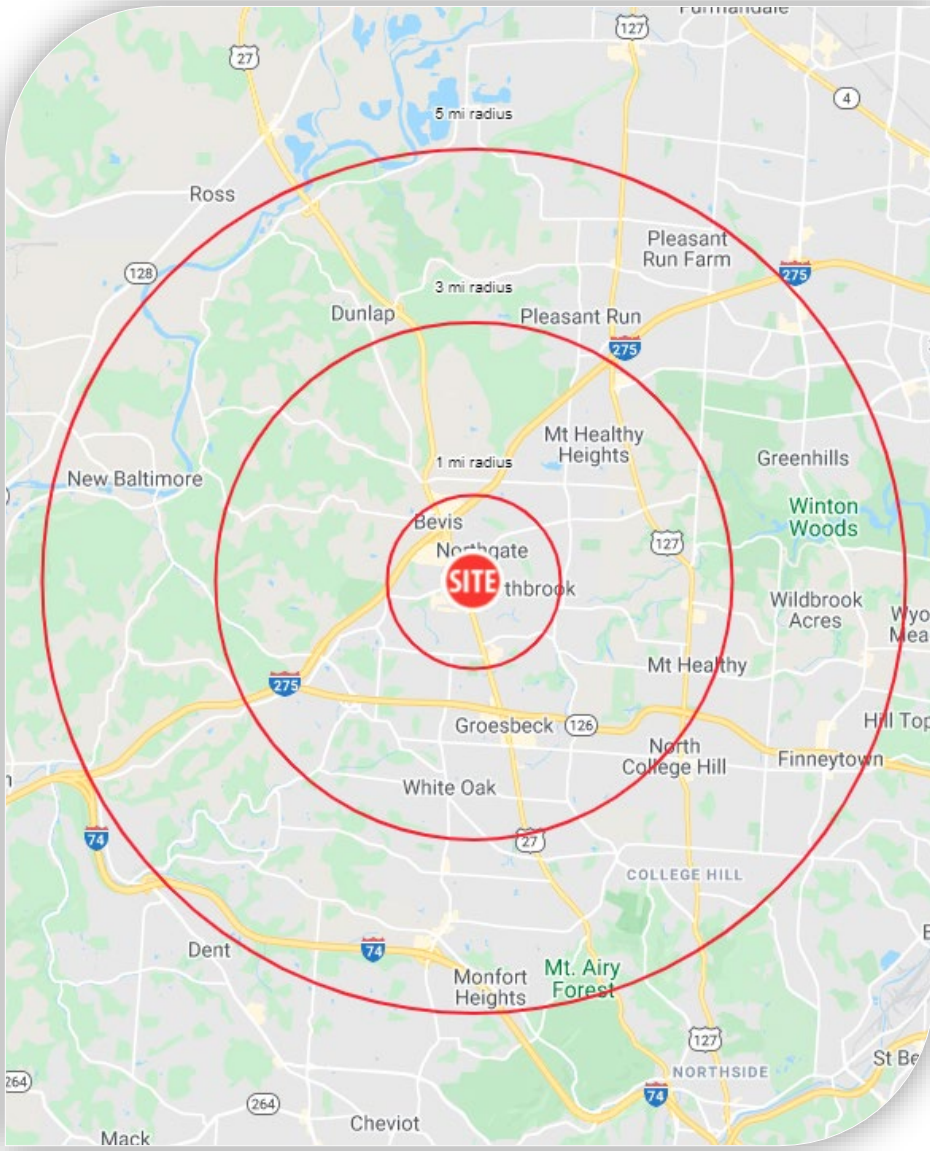 Furmandale
27
127
4
5 mi radius
Ross
Pleasant
Run Farm
128
275
3 mi radius
Dunlap
Pleasant Run
275
Mt Healthy
Heights
1 mi radius
Greenhills
New Baltimore
Winton
Woods
Bevis
127
Northgate
SITE
thbrook
Wildbrook
Acres
Wyo
Mea
Mt Healthy
275
Groesbeck
126
Hill Top
North
College Hill
Finneytown
White Oak
74
27
COLLEGE HILL
74
Dent
Monfort
Heights
Mt. Airy
Forest
127
St Be
NORTHSIDE
264
74
264
Cheviot
Mack